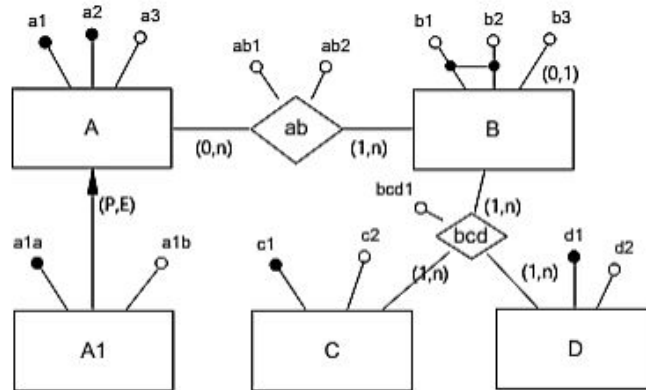 a1 a2 a3
ab1 ab2
b1 b2 b3
(0,1)
A
ab
B
(0,n) (1,n)
(P,E)
bcd1
(1,n)
a1a a1b
c1 c2
bcd
d1 d2
(1,n) (1,n)
A1
C
D